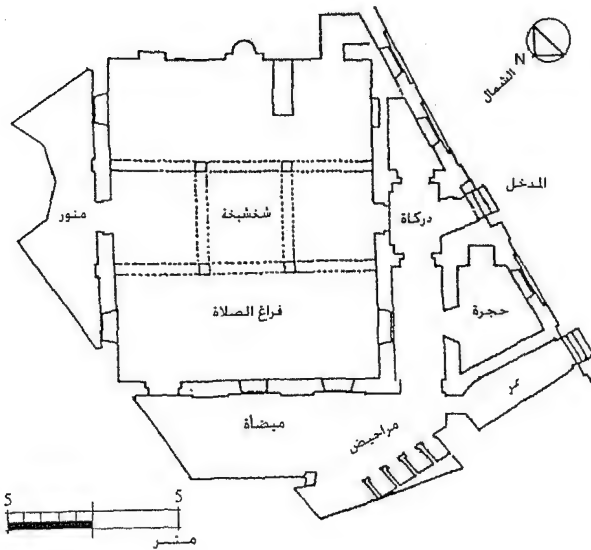 N
الشمال
المدخل
منور
شخشيخة
دركاة
فراغ الصلاة
حجرة
ممر
ميضأة
مراحيض
5 5
متر